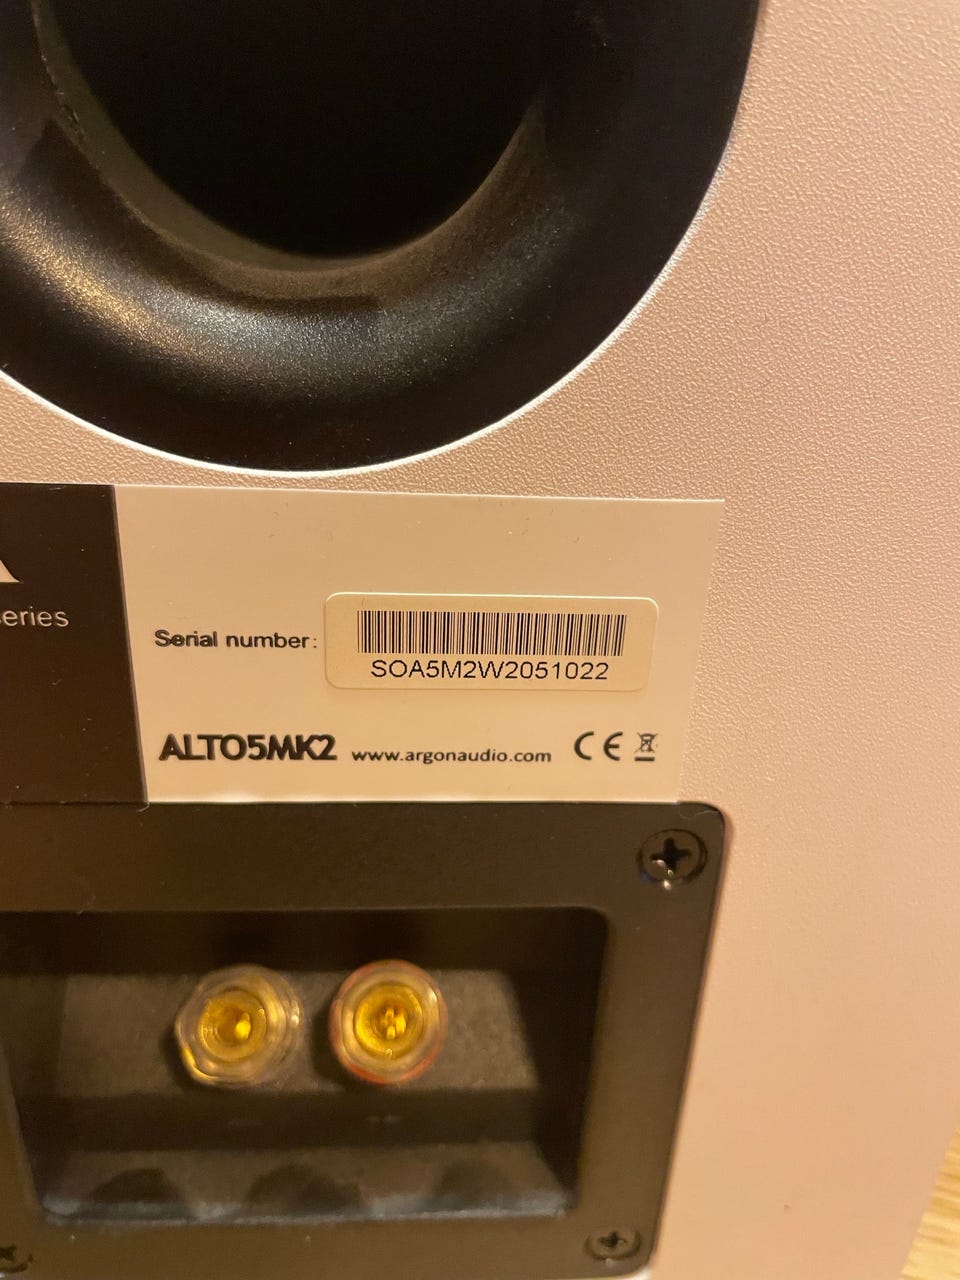 series
Serial number:
SOA5M2W2051022
ALTO5MK2 www.argonaudio.com CE